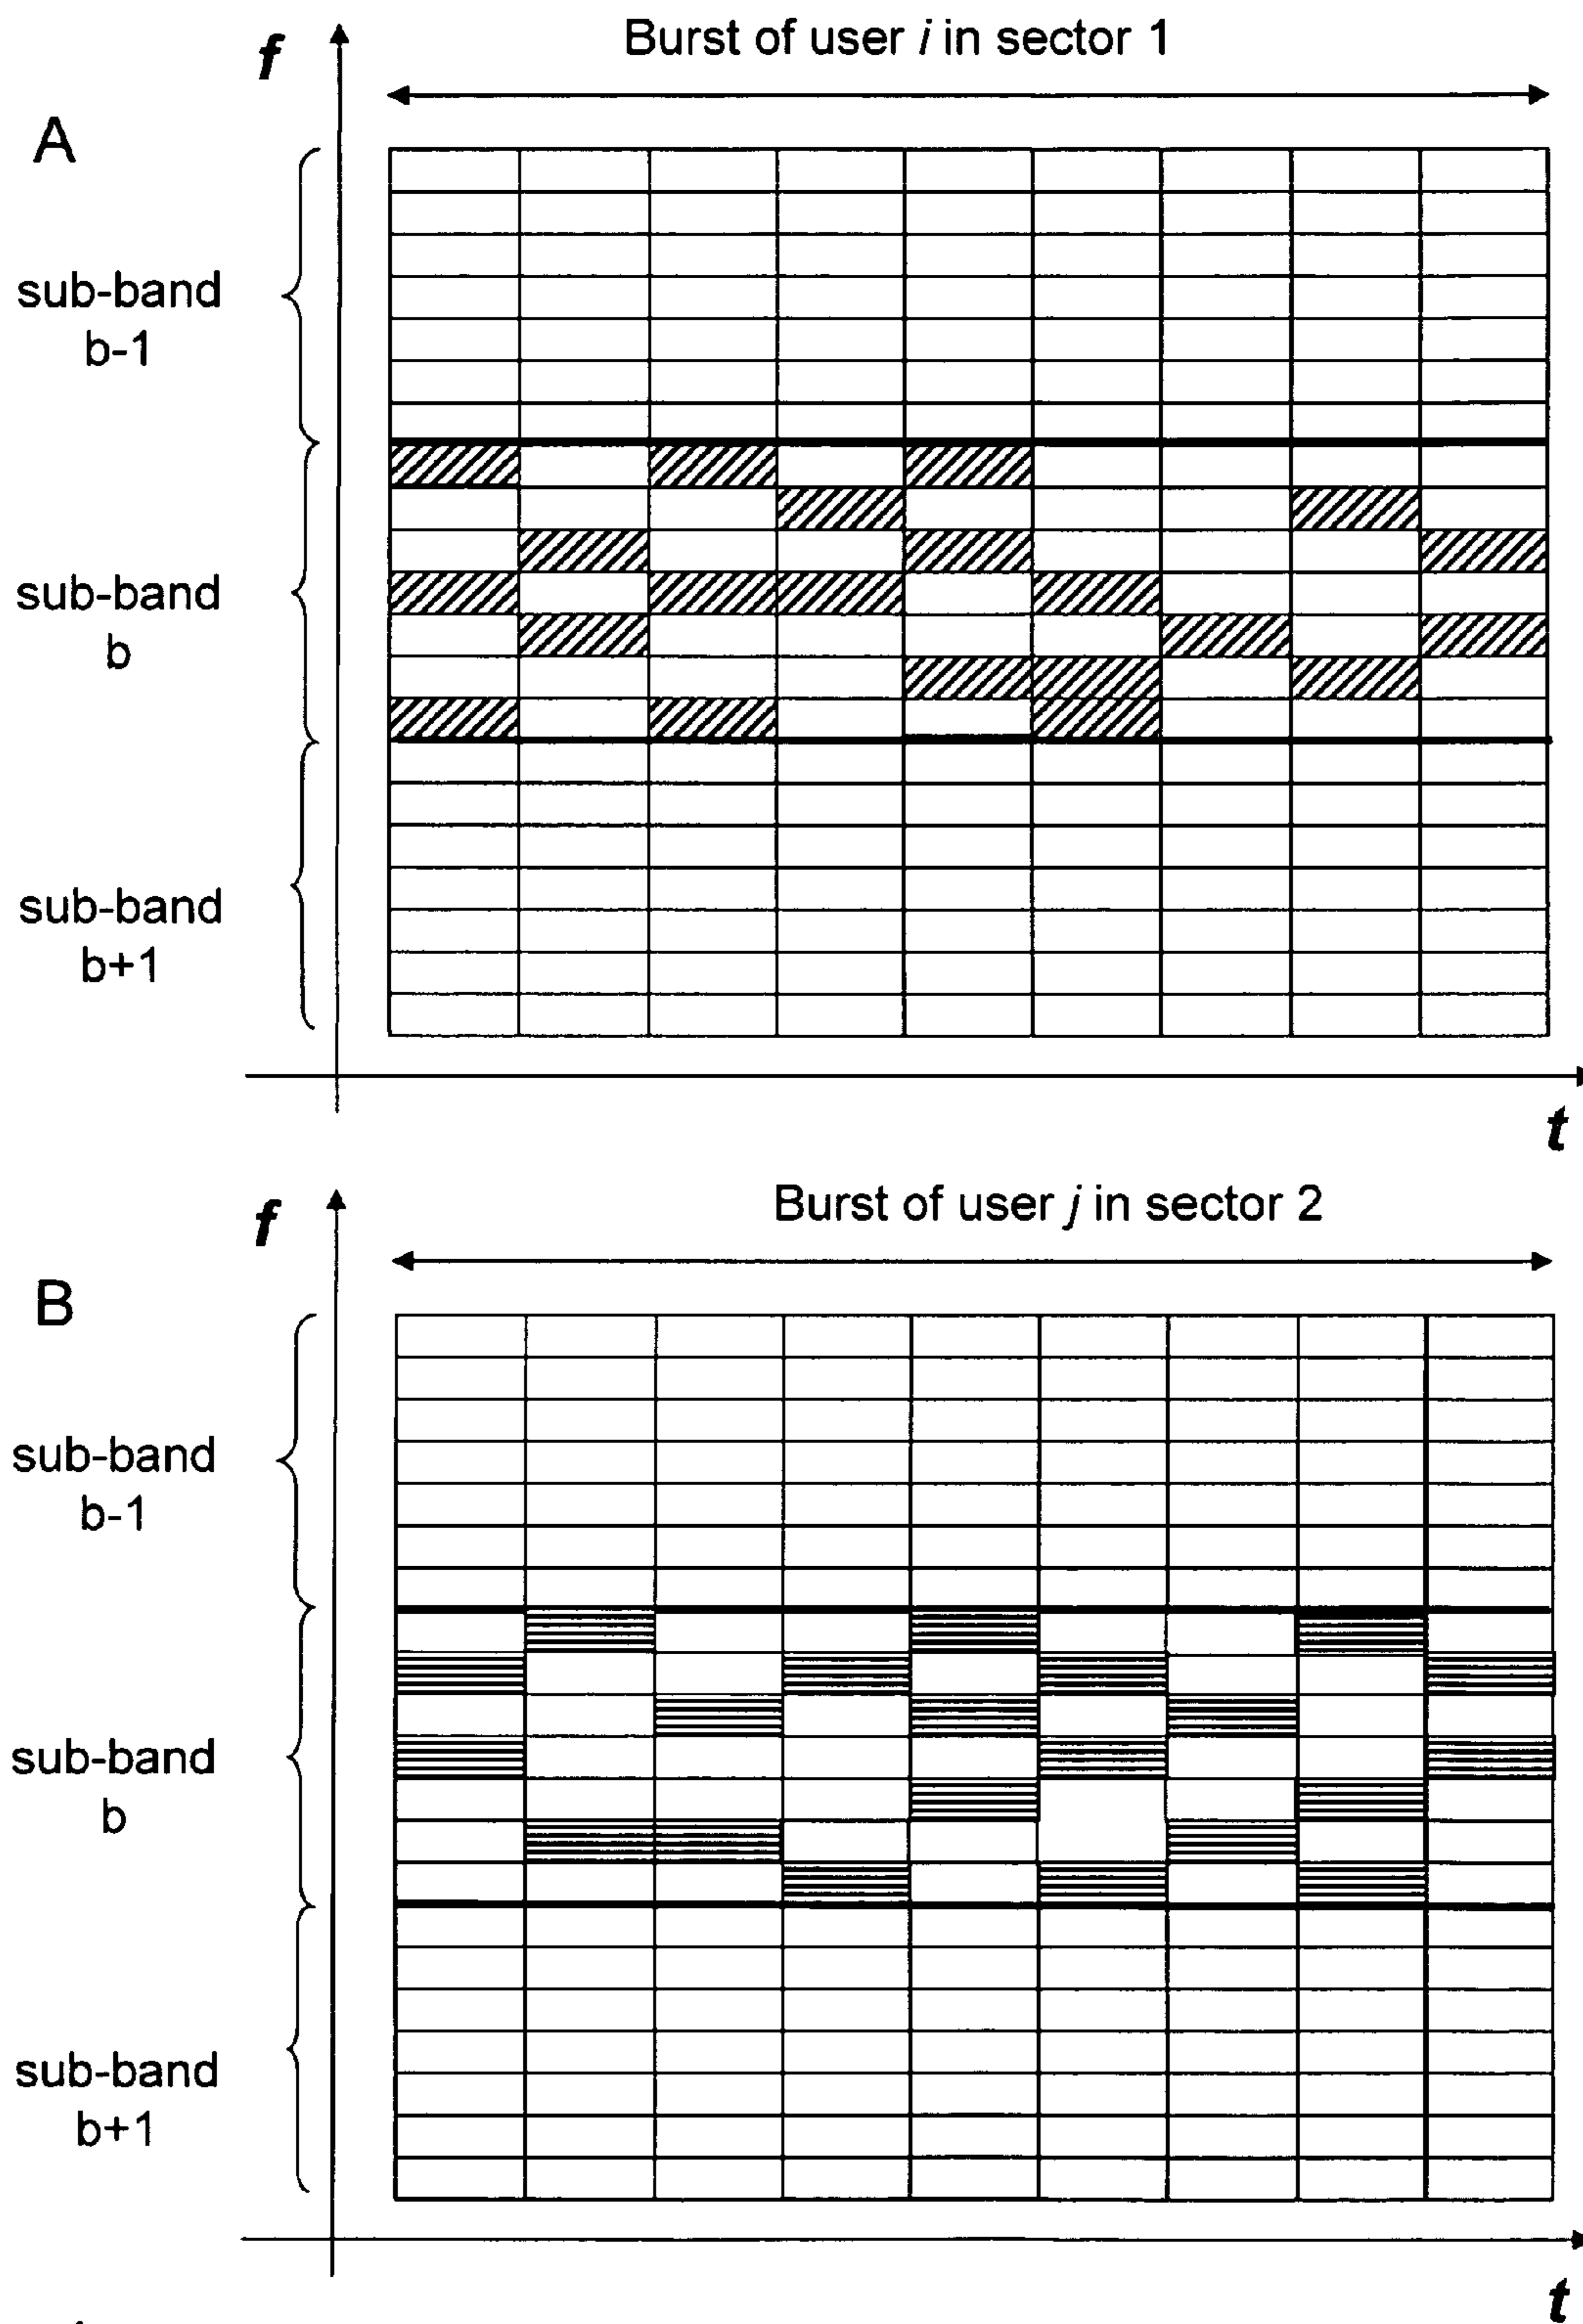 f
Burst of user i in sector 1
A
sub-band
b-1
sub-band
b
sub-band
b+1
t
f
Burst of user j in sector 2
B
sub-band
b-1
sub-band
b
sub-band
b+1
t